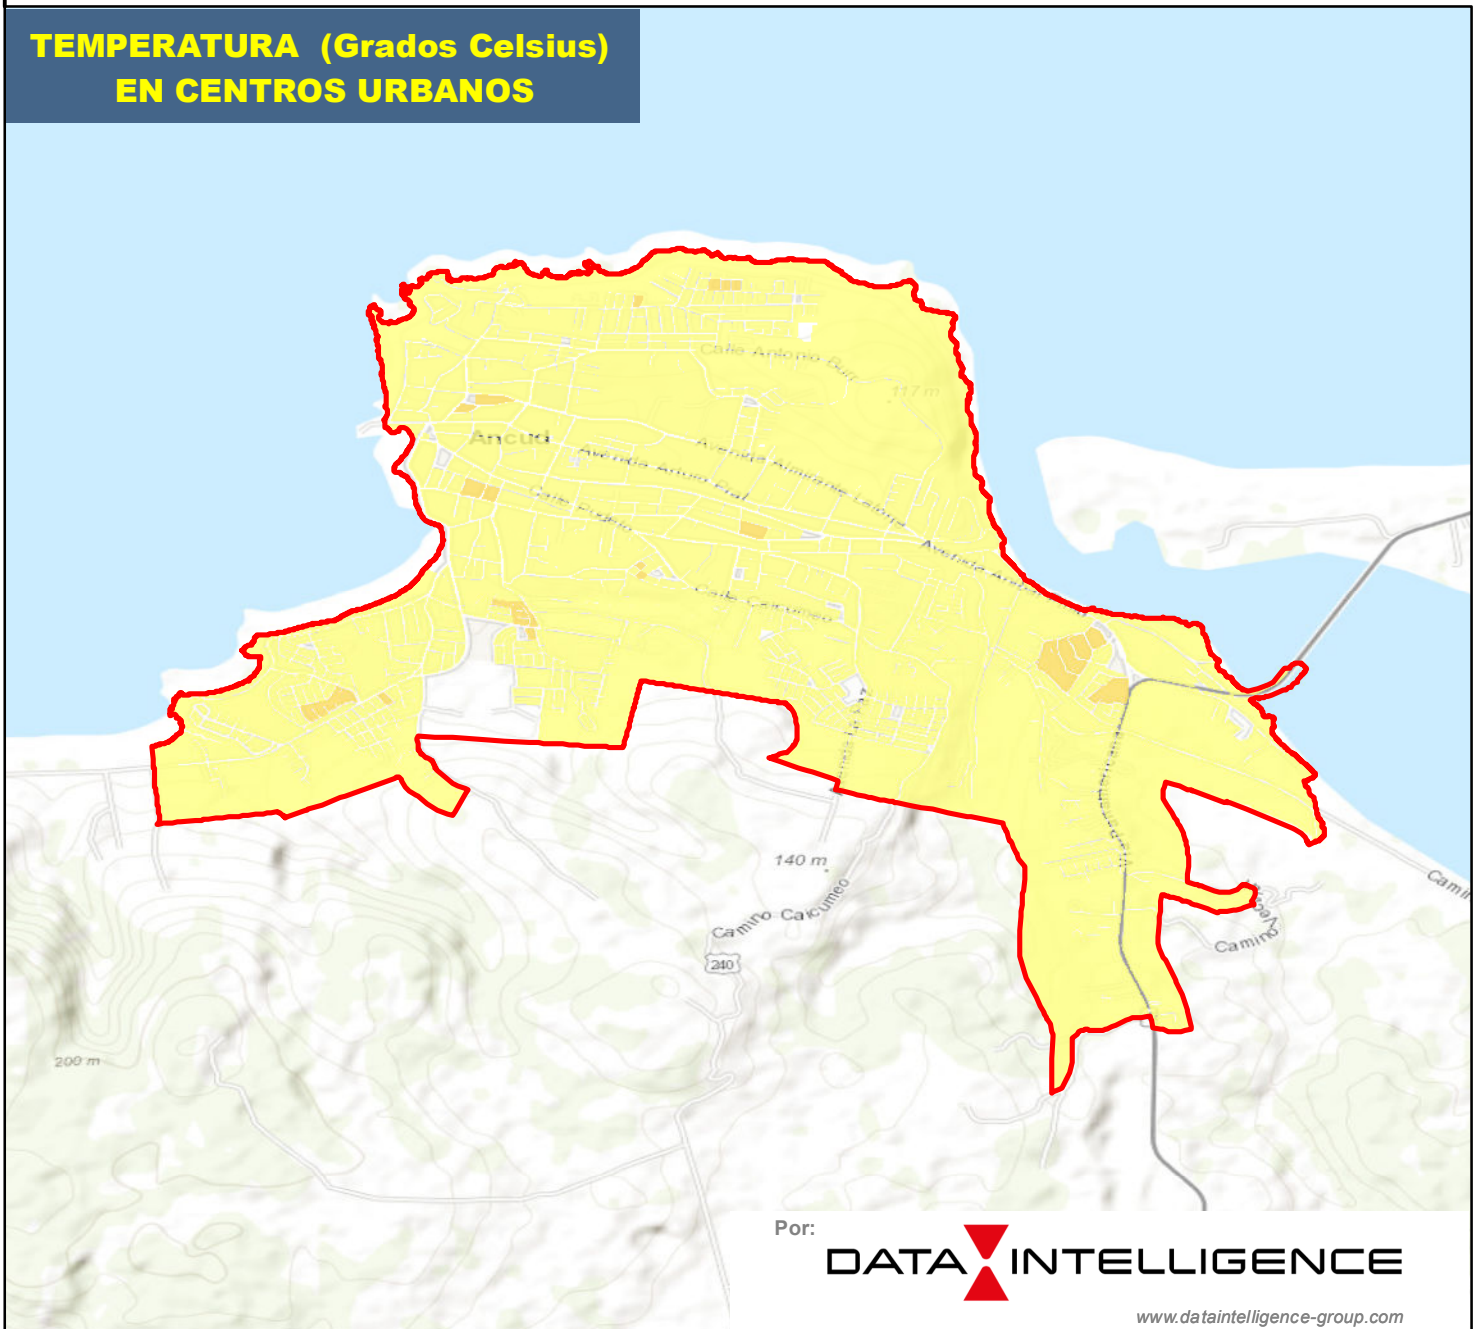 TEMPERATURA (Grados Celsius)
EN CENTROS URBANOS
Calle Antonio Burr
117 m
Ancud
Avenida Almirante Latorre
Avenida Arturo Prat
Calle Pudeto
Avenida
Calle Caicumeo
140 m
Camino Caicumeo
240
Camino
200 m
Por:
DATA INTELLIGENCE
www.dataintelligence-group.com